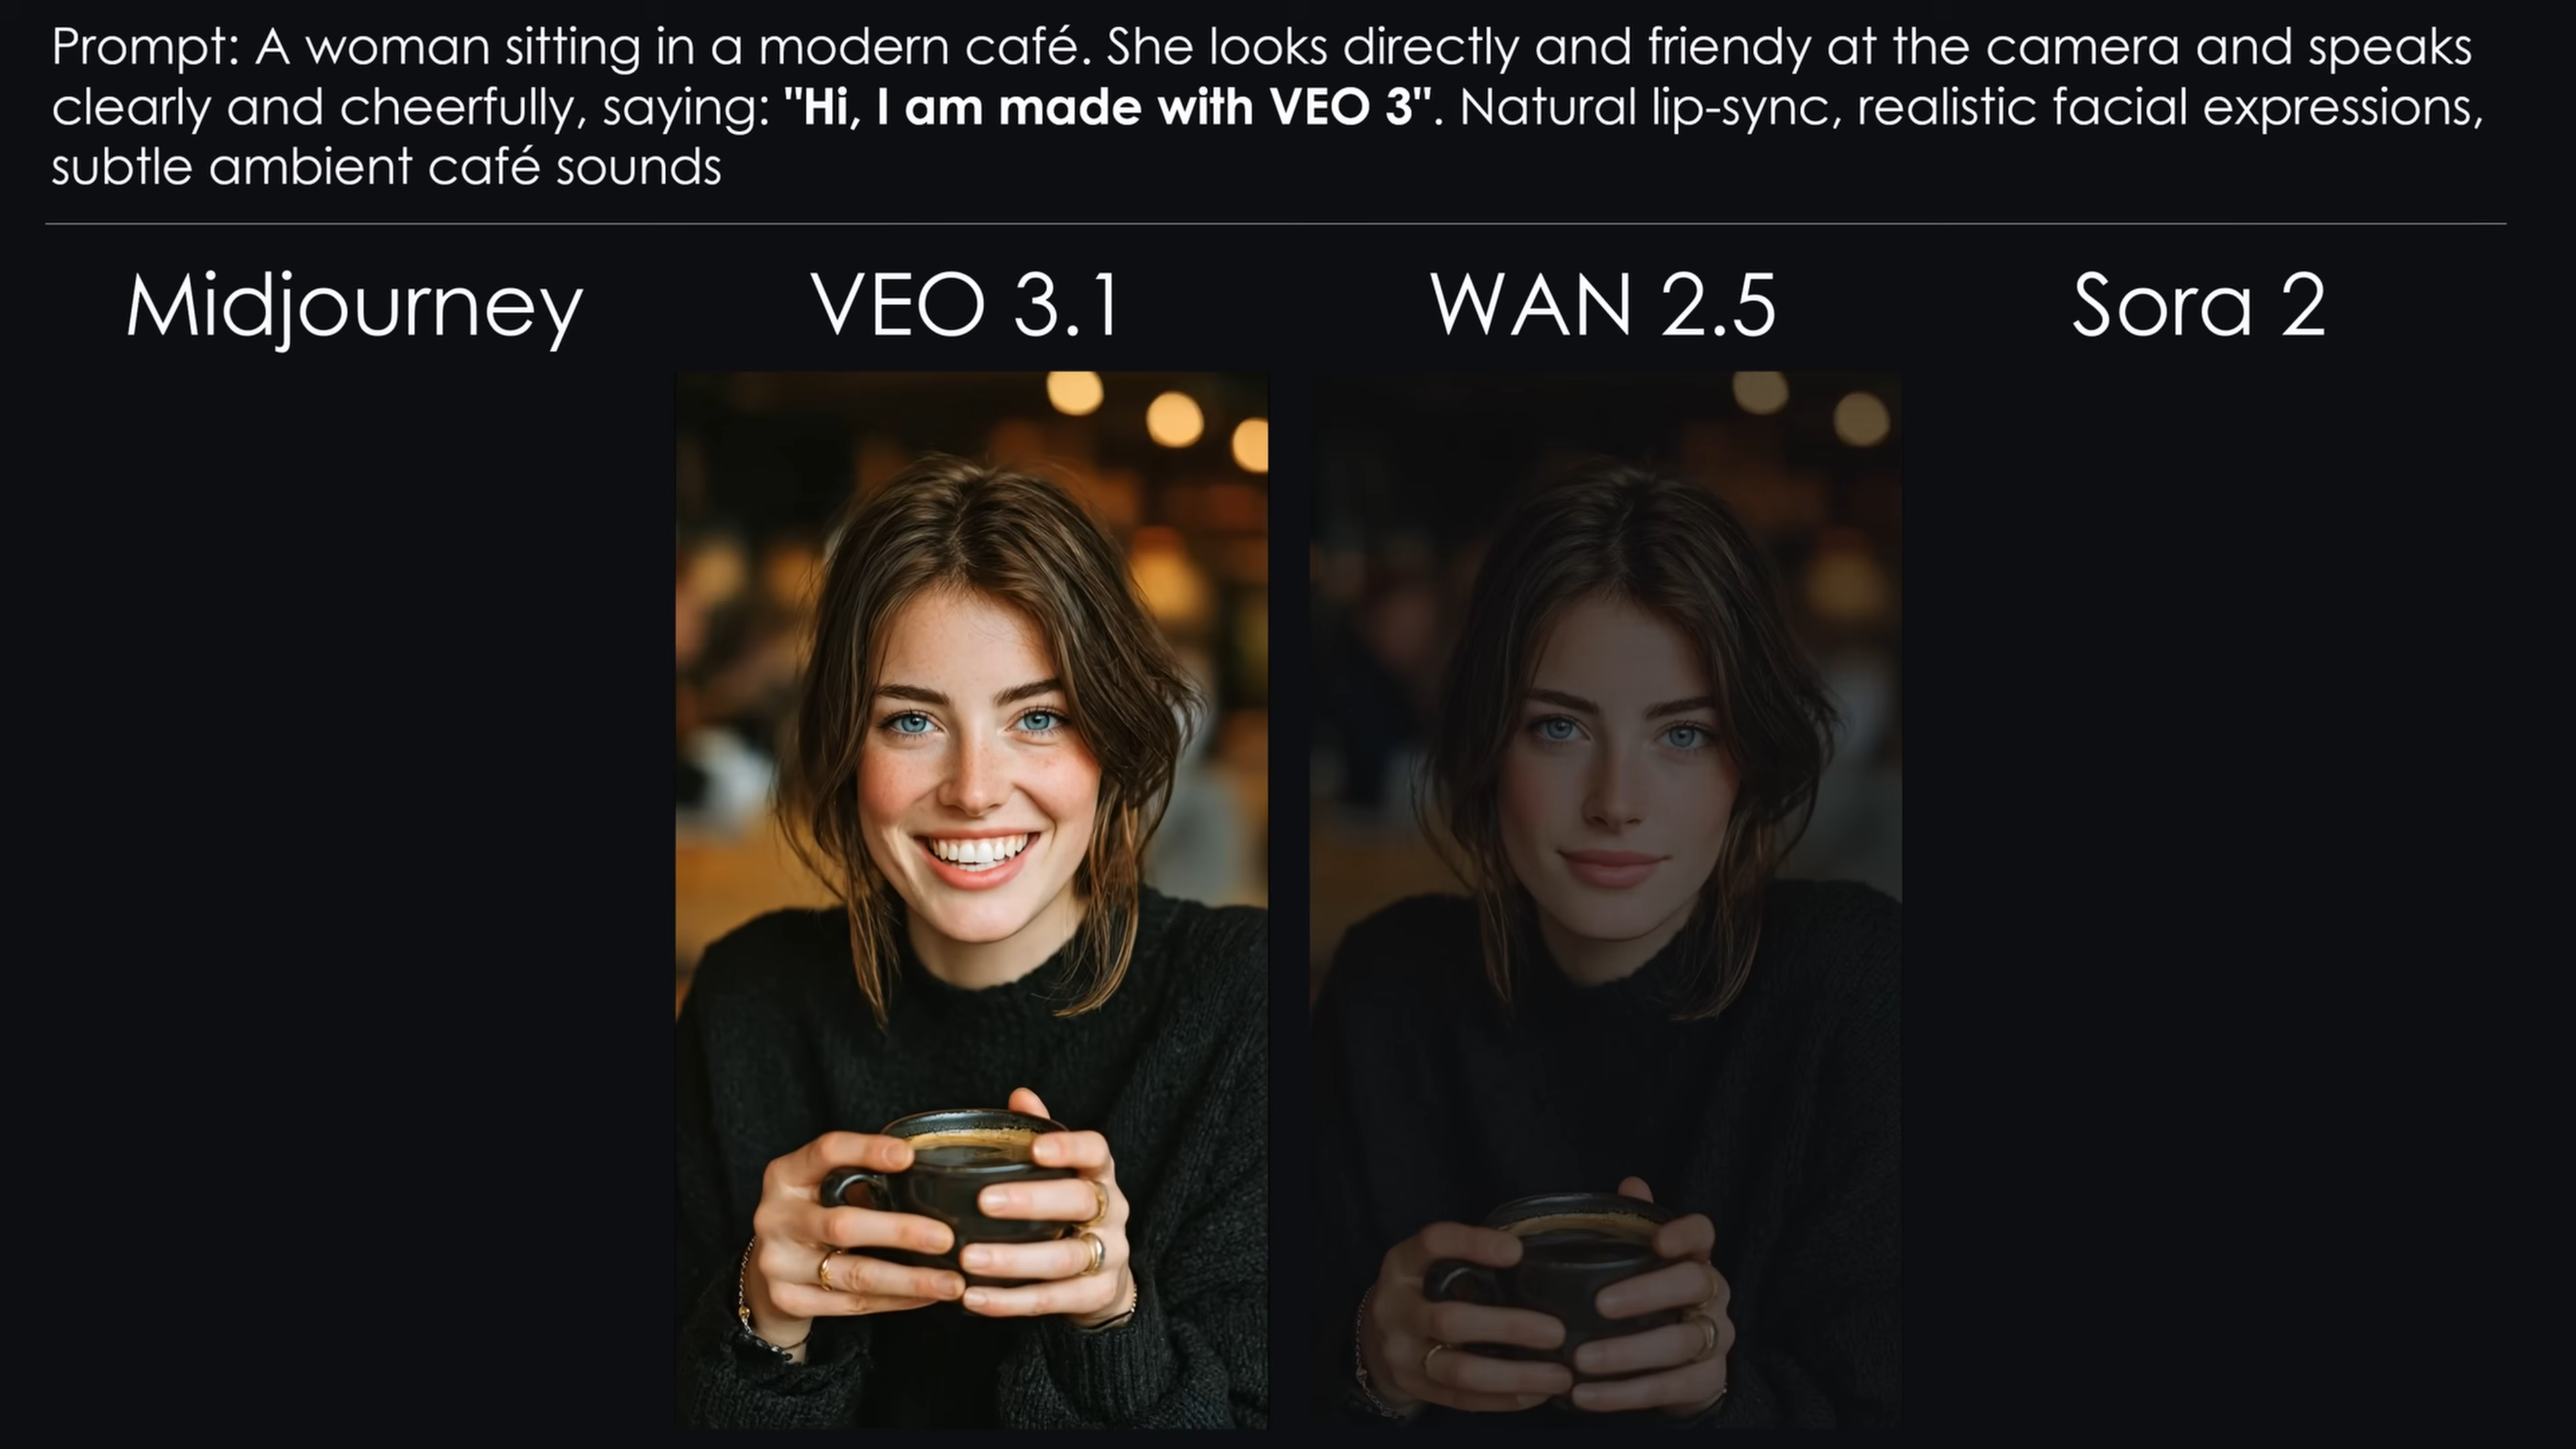 Prompt: A woman sitting in a modern café. She looks directly and friendy at the camera and speaks
clearly and cheerfully, saying: "Hi, I am made with VEO 3". Natural lip-sync, realistic facial expressions,
subtle ambient café sounds
Midjourney
VEO 3.1
WAN 2.5
Sora 2